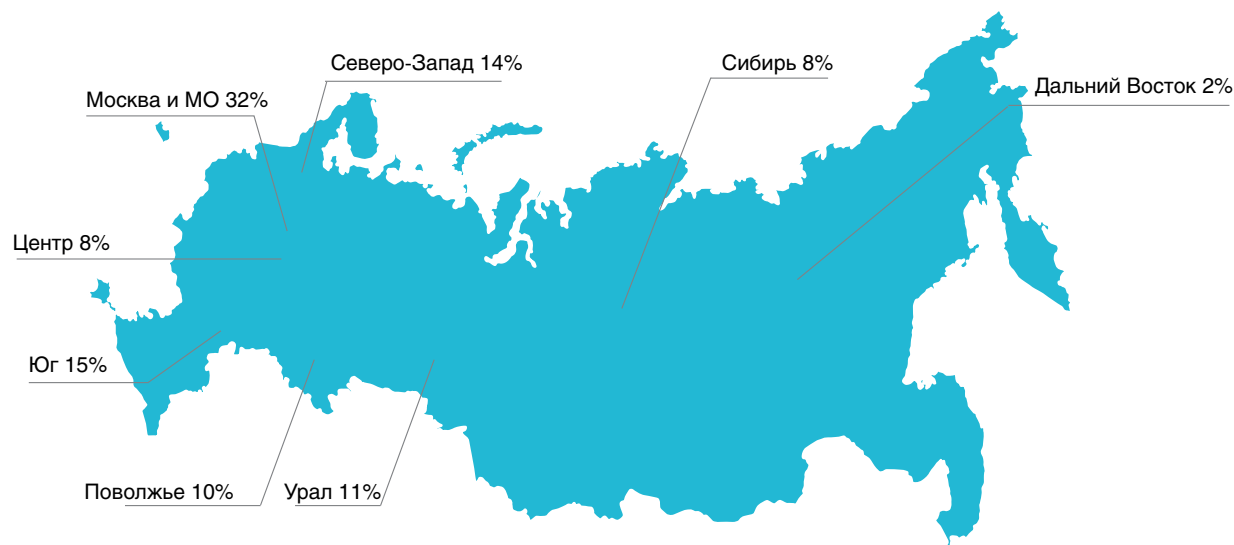 Северо-Запад 14%
Сибирь 8%
Дальний Восток 2%
Москва и МО 32%
Центр 8%
Юг 15%
Поволжье 10%
Урал 11%